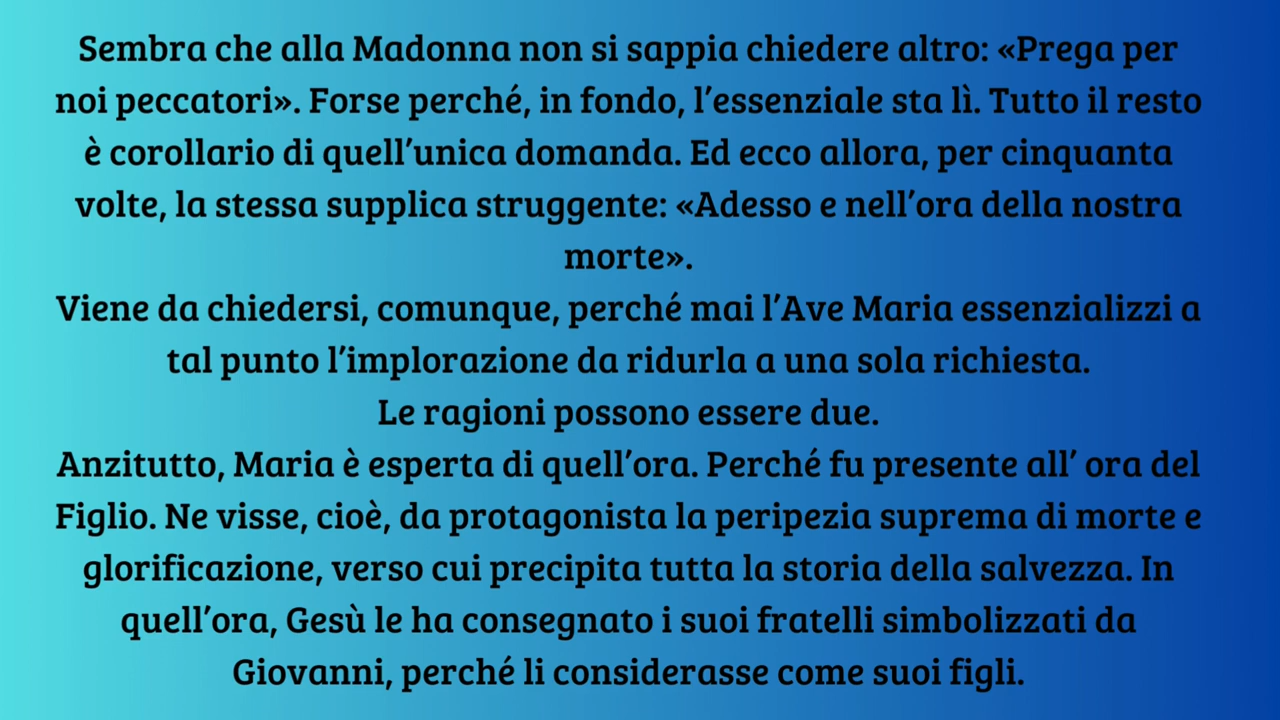 Sembra che alla Madonna non si sappia chiedere altro: «Prega per
noi peccatori». Forse perché, in fondo, l'essenziale sta lì. Tutto il resto
è corollario di quell'unica domanda. Ed ecco allora, per cinquanta
volte, la stessa supplica struggente: «Adesso e nell'ora della nostra
morte».
Viene da chiedersi, comunque, perché mai l'Ave Maria essenzializzi a
tal punto l'implorazione da ridurla a una sola richiesta.
Le ragioni possono essere due.
Anzitutto, Maria è esperta di quell'ora. Perché fu presente all' ora del
Figlio. Ne visse, cioè, da protagonista la peripezia suprema di morte e
glorificazione, verso cui precipita tutta la storia della salvezza. In
quell'ora, Gesù le ha consegnato i suoi fratelli simbolizzati da
Giovanni, perché li considerasse come suoi figli.